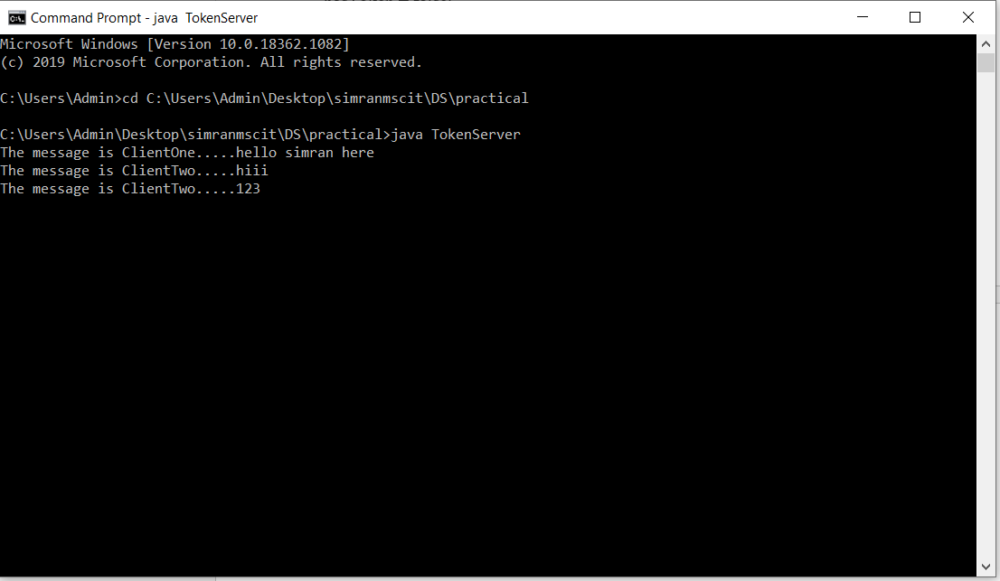 Command Prompt - java  TokenServer
Microsoft Windows [Version 10.0.18362.1082]
(c) 2019 Microsoft Corporation. All rights reserved.
C:\Users\Admin>cd C:\Users\Admin\Desktop\simranmscit\DS\practical
C:\Users\Admin\Desktop\simranmscit\DS\practical>java TokenServer
The message is ClientOne.....hello simran here
The message is ClientTwo.....hiii
The message is ClientTwo.....123